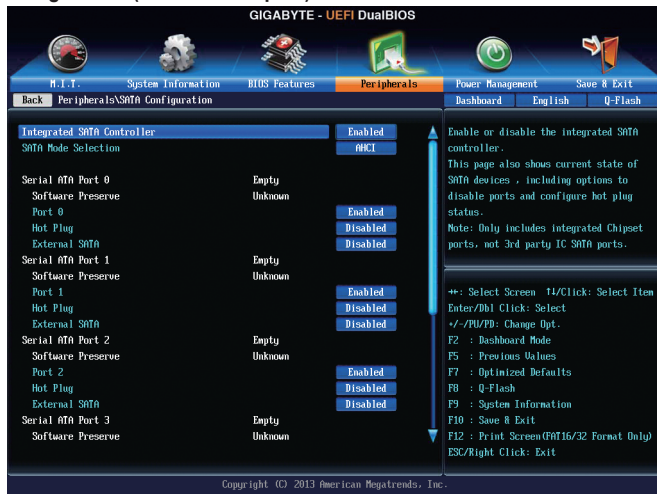 GIGABYTE - UEFI DualBIOS
M.I.T. System Information BIOS Features Peripherals Power Management Save & Exit
Back Peripherals\SATA Configuration Dashboard English Q-Flash
Integrated SATA Controller Enabled
SATA Mode Selection AHCI
Serial ATA Port 0 Empty
Software Preserve Unknown
Port 0 Enabled
Hot Plug Disabled
External SATA Disabled
Serial ATA Port 1 Empty
Software Preserve Unknown
Port 1 Enabled
Hot Plug Disabled
External SATA Disabled
Serial ATA Port 2 Empty
Software Preserve Unknown
Port 2 Enabled
Hot Plug Disabled
External SATA Disabled
Serial ATA Port 3 Empty
Software Preserve Unknown
Enable or disable the integrated SATA
controller.
This page also shows current state of
SATA devices , including options to
disable ports and configure hot plug
status.
Note: Only includes integrated Chipset
ports, not 3rd party IC SATA ports.
→←: Select Screen ↑↓/Click: Select Item
Enter/Dbl Click: Select
+/-/PU/PD: Change Opt.
F2 : Dashboard Mode
F5 : Previous Values
F7 : Optimized Defaults
F8 : Q-Flash
F9 : System Information
F10 : Save & Exit
F12 : Print Screen(FAT16/32 Format Only)
ESC/Right Click: Exit
Copyright (C) 2013 American Megatrends, Inc.